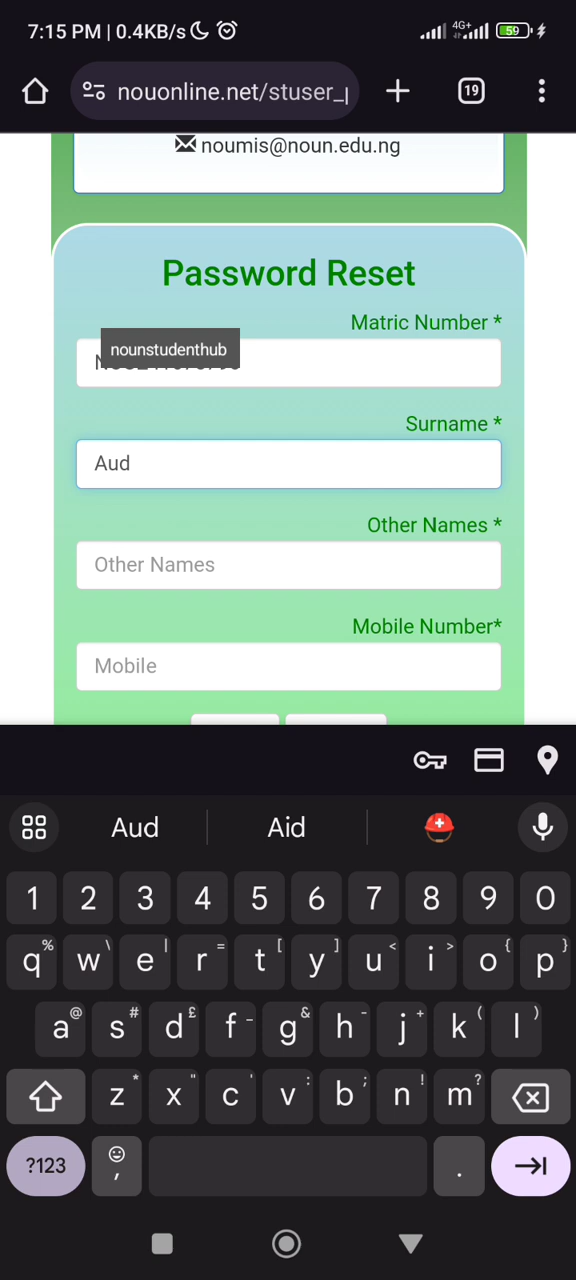 7:15 PM | 0.4KB/s
4G+
59
nouonline.net/stuser_p
19
noumis@noun.edu.ng
Password Reset
Matric Number *
nounstudenthub
Surname *
Aud
Other Names *
Other Names
Mobile Number*
Mobile
Aud
Aid
1 2 3 4 5 6 7 8 9 0
q% w\ e| r= t[ y] u< i> o{ p}
a@ s# d£ f_ g& h- j+ k( l)
z* x" c' v: b; n! m?
?123 , .